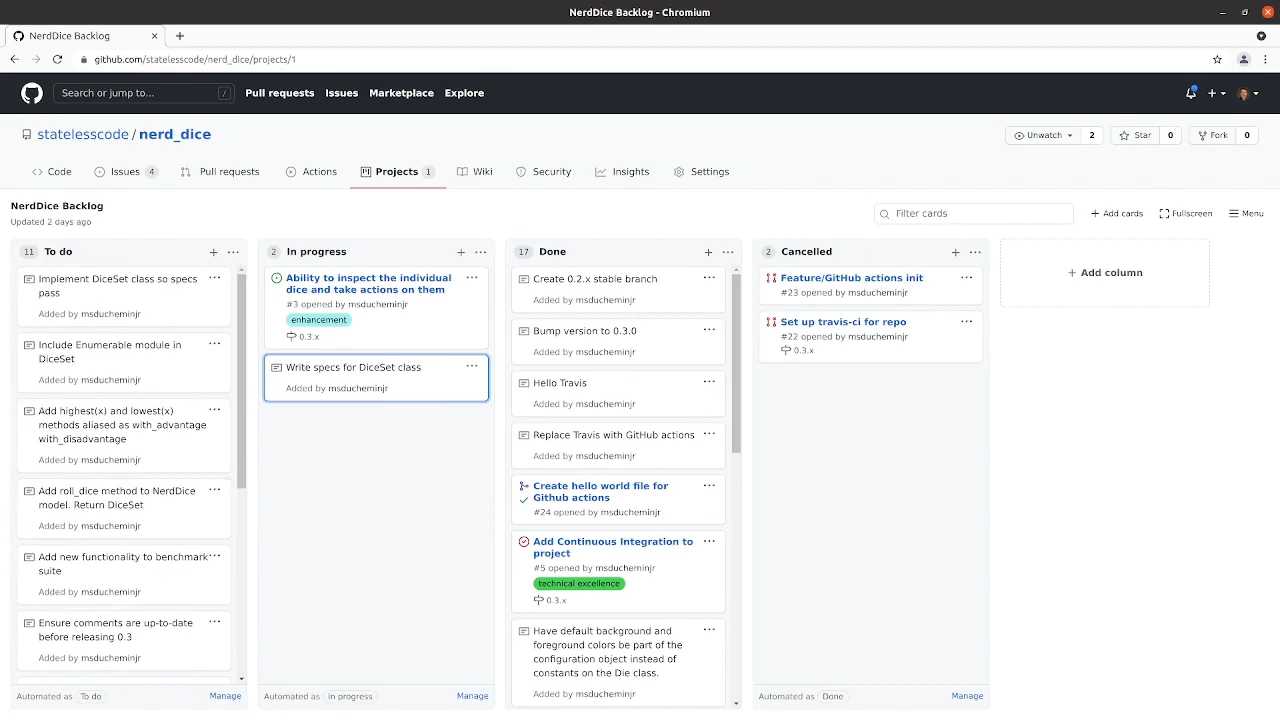 NerdDice Backlog - Chromium
NerdDice Backlog
github.com/statelesscode/nerd_dice/projects/1
Search or jump to... /
Pull requests Issues Marketplace Explore
statelesscode / nerd_dice
Unwatch 2 Star 0 Fork 0
Code Issues 4 Pull requests Actions Projects 1 Wiki Security Insights Settings
NerdDice Backlog
Updated 2 days ago
Filter cards
Add cards Fullscreen Menu
11 To do
Implement DiceSet class so specs
pass
Added by msducheminjr
Include Enumerable module in
DiceSet
Added by msducheminjr
Add highest(x) and lowest(x)
methods aliased as with_advantage
with_disadvantage
Added by msducheminjr
Add roll_dice method to NerdDice
model. Return DiceSet
Added by msducheminjr
Add new functionality to benchmark
suite
Added by msducheminjr
Ensure comments are up-to-date
before releasing 0.3
Added by msducheminjr
Automated as To do Manage
2 In progress
Ability to inspect the individual
dice and take actions on them
#3 opened by msducheminjr
enhancement
0.3.x
Write specs for DiceSet class
Added by msducheminjr
Automated as In progress Manage
17 Done
Create 0.2.x stable branch
Added by msducheminjr
Bump version to 0.3.0
Added by msducheminjr
Hello Travis
Added by msducheminjr
Replace Travis with GitHub actions
Added by msducheminjr
Create hello world file for
Github actions
#24 opened by msducheminjr
Add Continuous Integration to
project
#5 opened by msducheminjr
technical excellence
0.3.x
Have default background and
foreground colors be part of the
configuration object instead of
constants on the Die class.
Added by msducheminjr
2 Cancelled
Feature/GitHub actions init
#23 opened by msducheminjr
Set up travis-ci for repo
#22 opened by msducheminjr
0.3.x
Automated as Done Manage
Add column